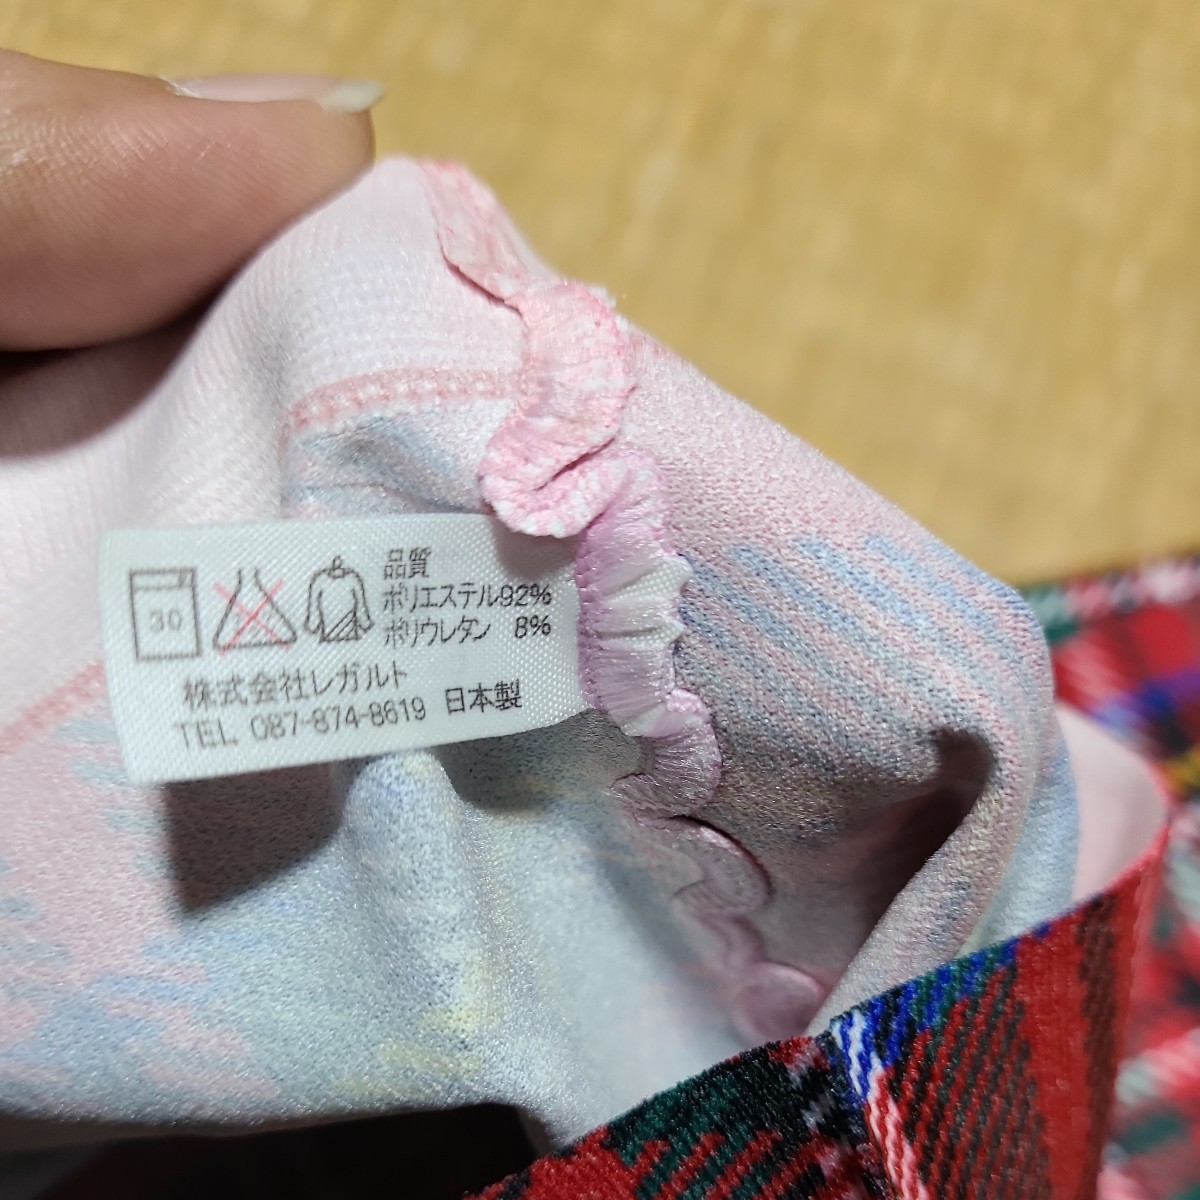 30
品質
ポリエステル92%
ポリウレタン 8%
株式会社レガルト
TEL 087-874-8619 日本製